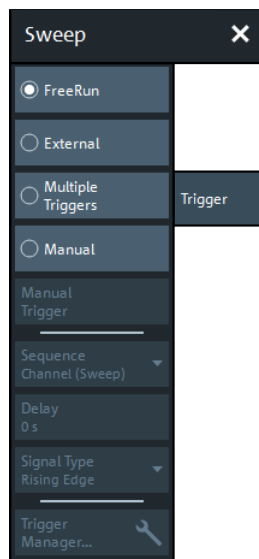 Sweep
FreeRun
External
Multiple
Triggers
Trigger
Manual
Manual
Trigger
Sequence
Channel (Sweep)
Delay
0 s
Signal Type
Rising Edge
Trigger
Manager...